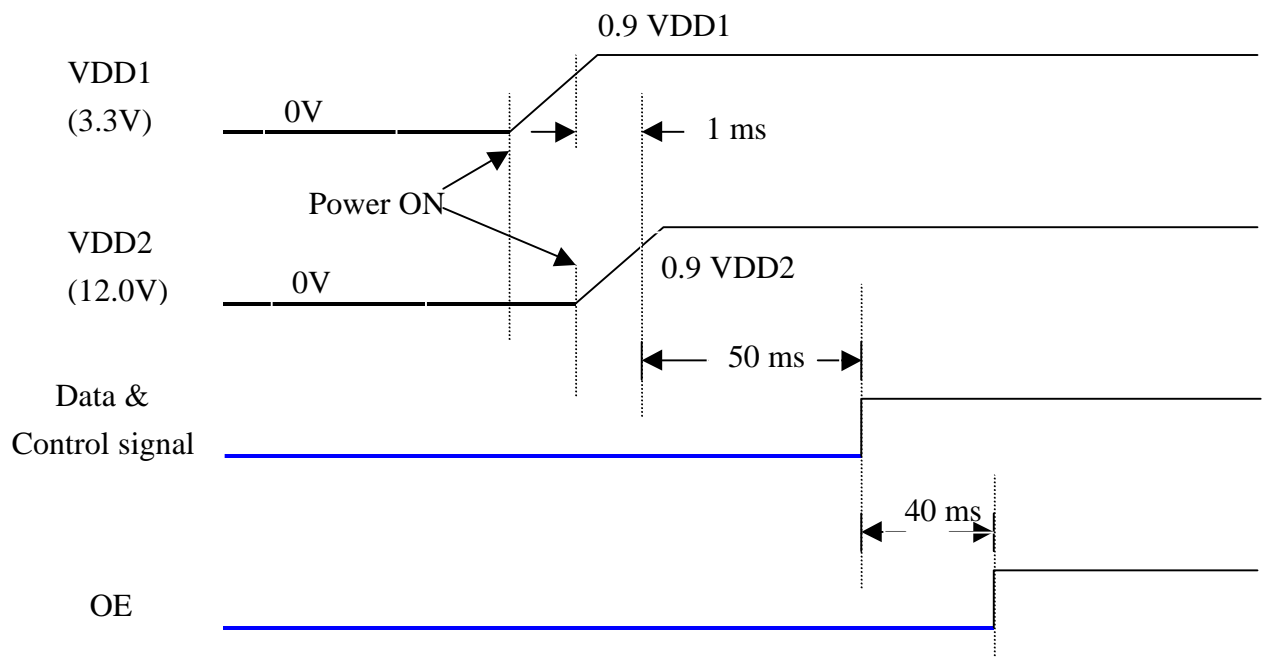 0.9 VDD1
VDD1
(3.3V)
0V
1 ms
Power ON
VDD2
(12.0V)
0V
0.9 VDD2
50 ms
Data &
Control signal
40 ms
OE